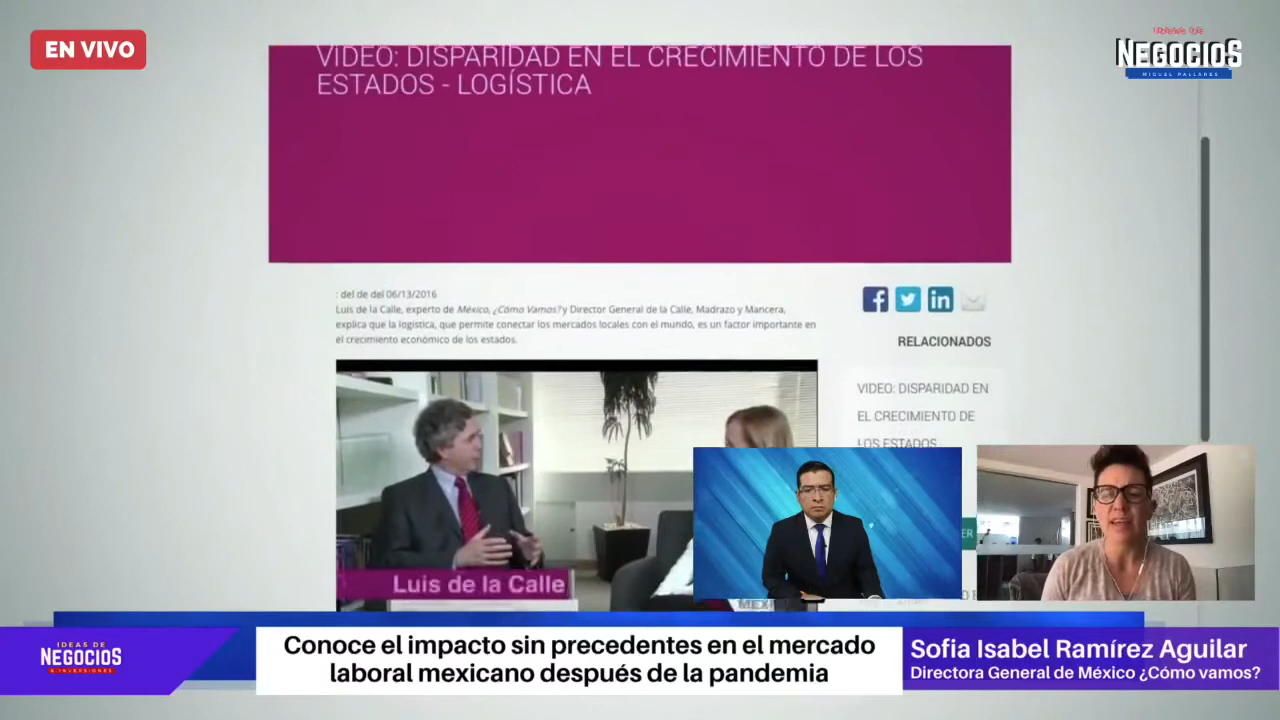 EN VIVO
VIDEO: DISPARIDAD EN EL CRECIMIENTO DE LOS
ESTADOS - LOGÍSTICA
NEGOCIOS
MIGUEL PALLARES
: del de del 06/13/2016
Luis de la Calle, experto de México, ¿Cómo Vamos? y Director General de la Calle, Madrazo y Mancera,
explica que la logística, que permite conectar los mercados locales con el mundo, es un factor importante en
el crecimiento económico de los estados.
RELACIONADOS
VIDEO: DISPARIDAD EN
EL CRECIMIENTO DE
LOS ESTADOS
Luis de la Calle
ER
IDEAS DE
NEGOCIOS
& INVERSIONES
Conoce el impacto sin precedentes en el mercado
laboral mexicano después de la pandemia
Sofia Isabel Ramírez Aguilar
Directora General de México ¿Cómo vamos?